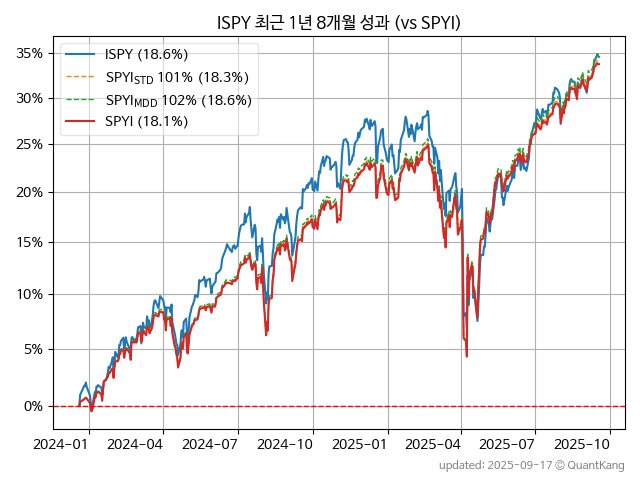 ISPY 최근 1년 8개월 성과 (vs SPYI)
35%
30%
25%
20%
15%
10%
5%
0%
ISPY (18.6%)
SPYI_STD 101% (18.3%)
SPYI_MDD 102% (18.6%)
SPYI (18.1%)
2024-01 2024-04 2024-07 2024-10 2025-01 2025-04 2025-07 2025-10
updated: 2025-09-17 © QuantKang